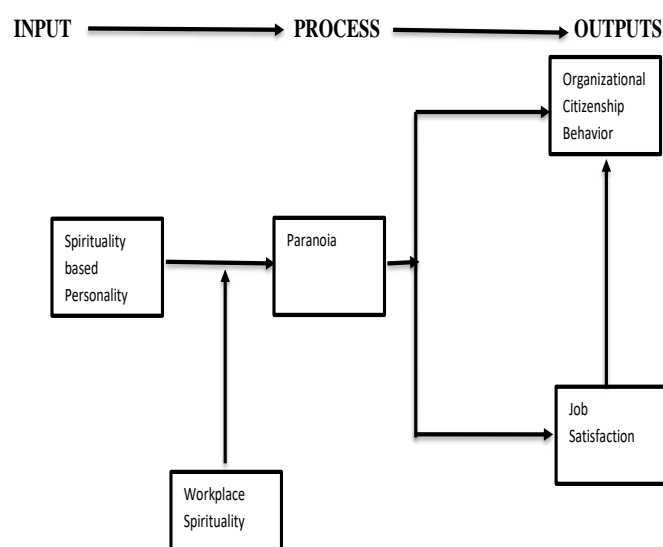 INPUT PROCESS OUTPUTS
Organizational
Citizenship
Behavior
Spirituality
based
Personality
Paranoia
Job
Satisfaction
Workplace
Spirituality